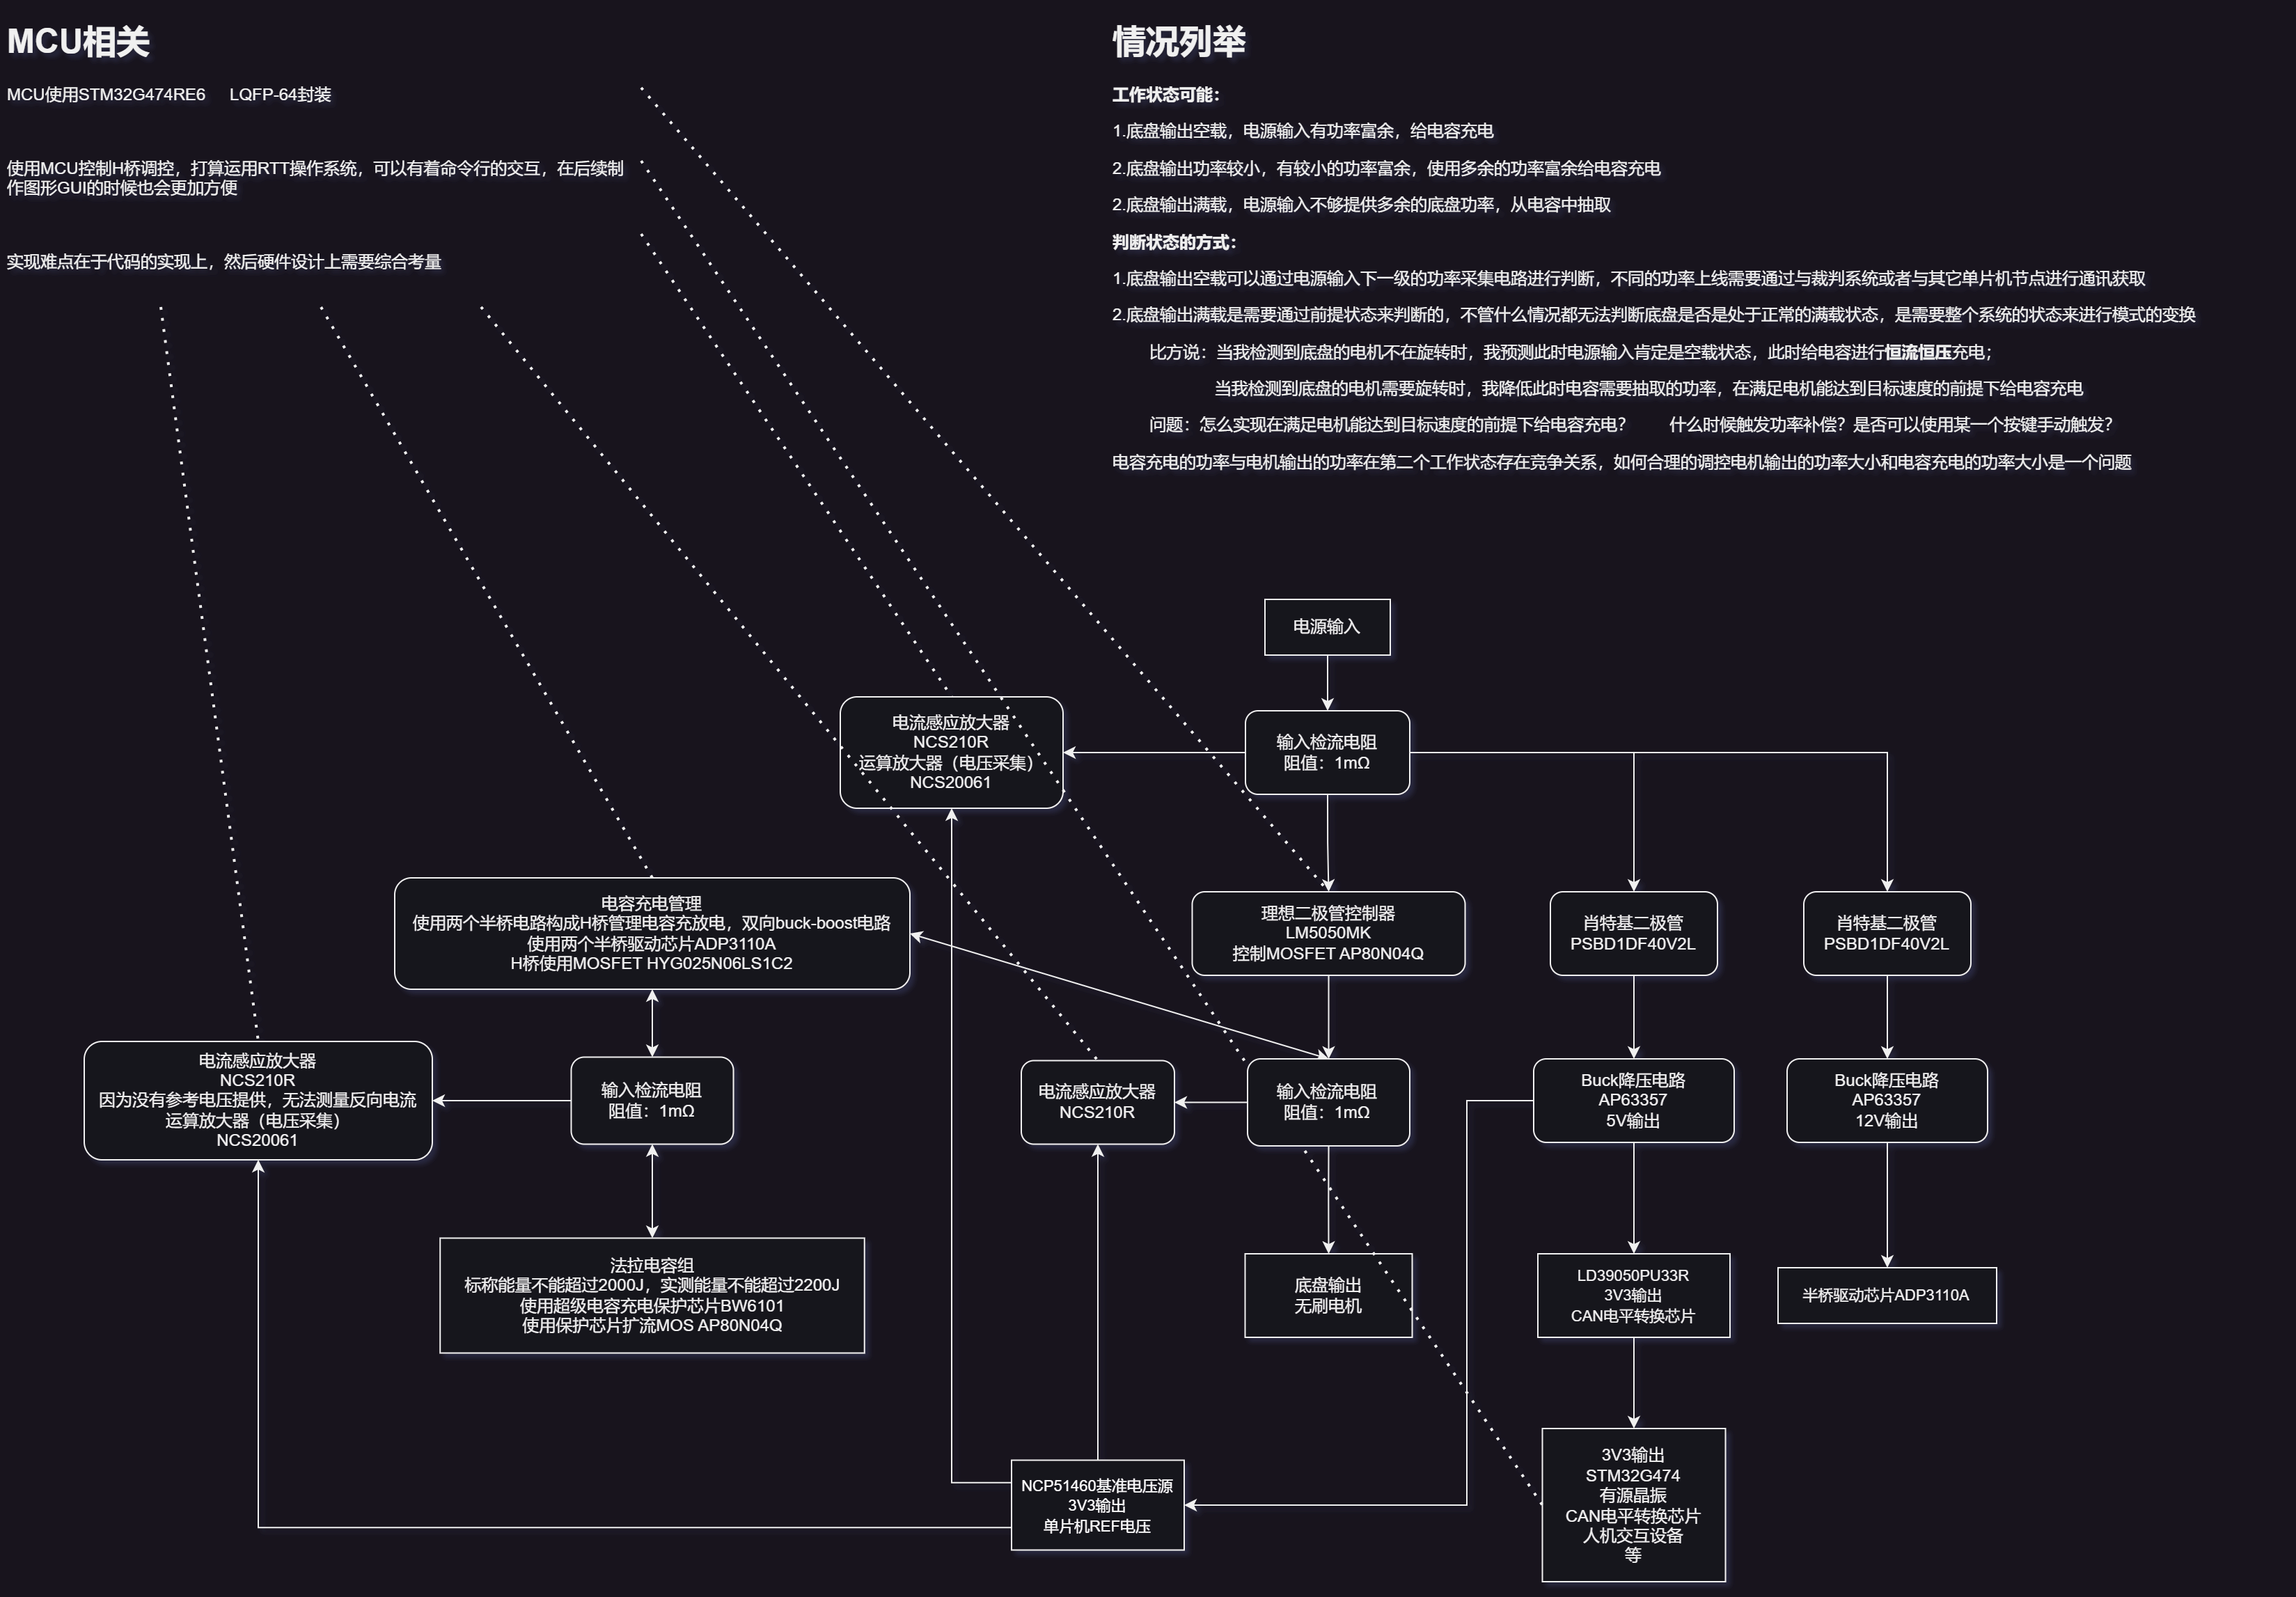 MCU相关
MCU使用STM32G474RE6 LQFP-64封装
使用MCU控制H桥调控，打算运用RTT操作系统，可以有着命令行的交互，在后续制
作图形GUI的时候也会更加方便
实现难点在于代码的实现上，然后硬件设计上需要综合考量
情况列举
工作状态可能：
1.底盘输出空载，电源输入有功率富余，给电容充电
2.底盘输出功率较小，有较小的功率富余，使用多余的功率富余给电容充电
2.底盘输出满载，电源输入不够提供多余的底盘功率，从电容中抽取
判断状态的方式：
1.底盘输出空载可以通过电源输入下一级的功率采集电路进行判断，不同的功率上线需要通过与裁判系统或者与其它单片机节点进行通讯获取
2.底盘输出满载是需要通过前提状态来判断的，不管什么情况都无法判断底盘是否是处于正常的满载状态，是需要整个系统的状态来进行模式的变换
比方说：当我检测到底盘的电机不在旋转时，我预测此时电源输入肯定是空载状态，此时给电容进行恒流恒压充电；
当我检测到底盘的电机需要旋转时，我降低此时电容需要抽取的功率，在满足电机能达到目标速度的前提下给电容充电
问题：怎么实现在满足电机能达到目标速度的前提下给电容充电？ 什么时候触发功率补偿？是否可以使用某一个按键手动触发？
电容充电的功率与电机输出的功率在第二个工作状态存在竞争关系，如何合理的调控电机输出的功率大小和电容充电的功率大小是一个问题
电源输入
电流感应放大器
NCS210R
运算放大器（电压采集）
NCS20061
输入检流电阻
阻值：1mΩ
电容充电管理
使用两个半桥电路构成H桥管理电容充放电，双向buck-boost电路
使用两个半桥驱动芯片ADP3110A
H桥使用MOSFET HYG025N06LS1C2
理想二极管控制器
LM5050MK
控制MOSFET AP80N04Q
肖特基二极管
PSBD1DF40V2L
肖特基二极管
PSBD1DF40V2L
电流感应放大器
NCS210R
因为没有参考电压提供，无法测量反向电流
运算放大器（电压采集）
NCS20061
输入检流电阻
阻值：1mΩ
电流感应放大器
NCS210R
输入检流电阻
阻值：1mΩ
Buck降压电路
AP63357
5V输出
Buck降压电路
AP63357
12V输出
法拉电容组
标称能量不能超过2000J，实测能量不能超过2200J
使用超级电容充电保护芯片BW6101
使用保护芯片扩流MOS AP80N04Q
底盘输出
无刷电机
LD39050PU33R
3V3输出
CAN电平转换芯片
半桥驱动芯片ADP3110A
NCP51460基准电压源
3V3输出
单片机REF电压
3V3输出
STM32G474
有源晶振
CAN电平转换芯片
人机交互设备
等